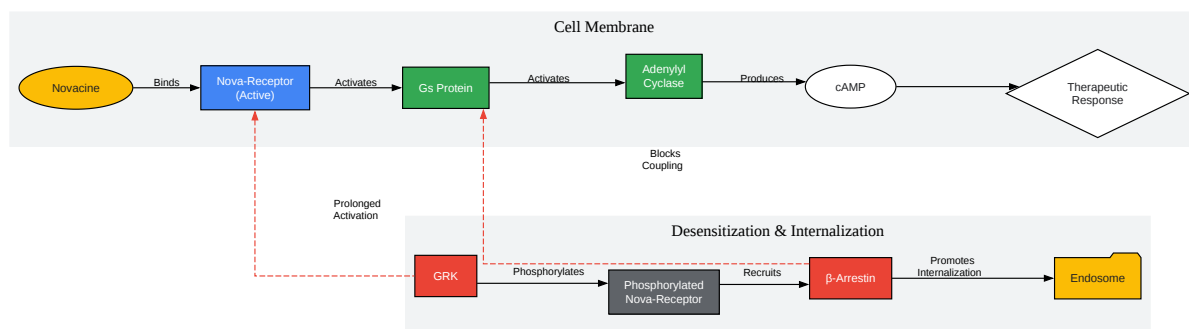 Cell Membrane
Novacine
Binds
Nova-Receptor
(Active)
Activates
Gs Protein
Activates
Adenylyl
Cyclase
Produces
cAMP
Therapeutic
Response
Blocks
Coupling
Prolonged
Activation
Desensitization & Internalization
GRK
Phosphorylates
Phosphorylated
Nova-Receptor
Recruits
β-Arrestin
Promotes
Internalization
Endosome